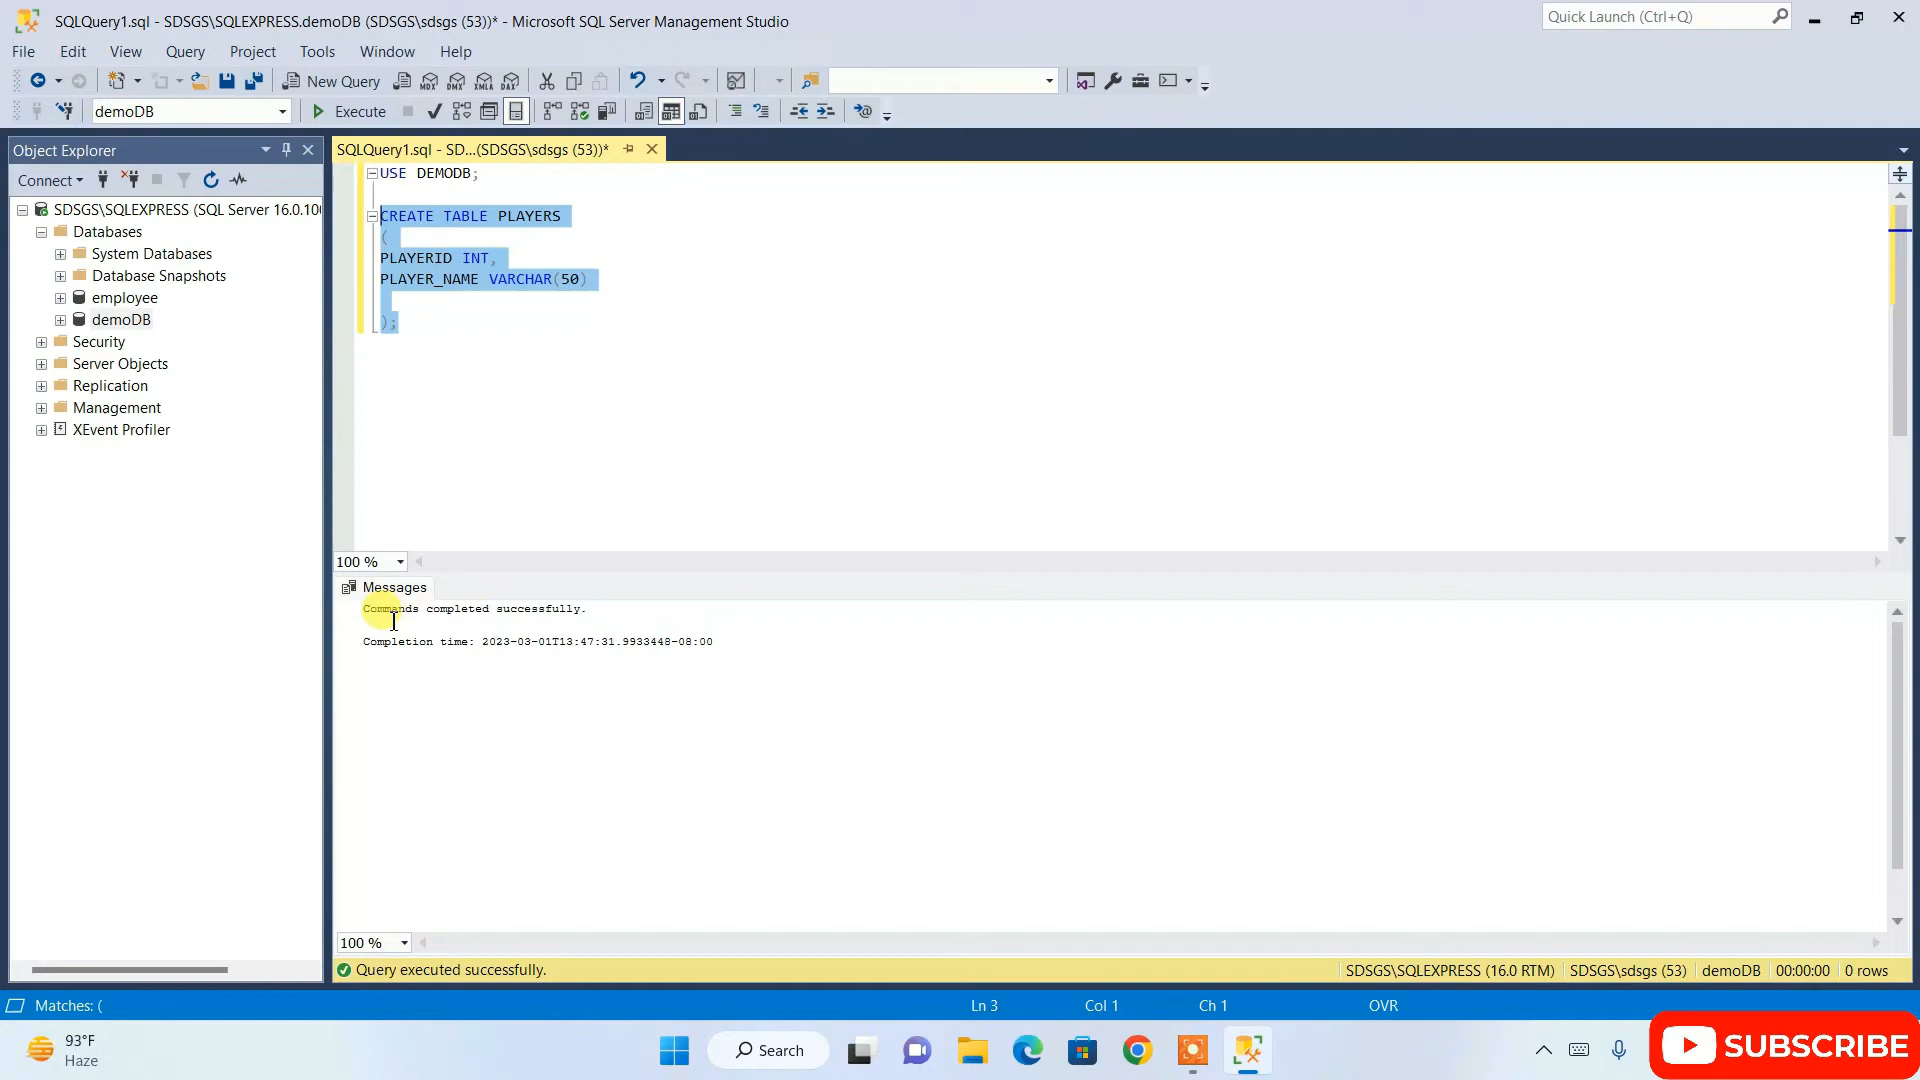 SQLQuery1.sql - SDSGS\SQLEXPRESS.demoDB (SDSGS\sdsgs (53))* - Microsoft SQL Server Management Studio
Quick Launch (Ctrl+Q)
File Edit View Query Project Tools Window Help
New Query MDX DMX XMLA DAX
demoDB Execute
Object Explorer
SQLQuery1.sql - SD...(SDSGS\sdsgs (53))*
Connect
SDSGS\SQLEXPRESS (SQL Server 16.0.100
Databases
System Databases
Database Snapshots
employee
demoDB
Security
Server Objects
Replication
Management
XEvent Profiler
USE DEMODB;
CREATE TABLE PLAYERS
(
PLAYERID INT,
PLAYER_NAME VARCHAR(50)
);
100 %
Messages
Commands completed successfully.
Completion time: 2023-03-01T13:47:31.9933448-08:00
100 %
Query executed successfully. SDSGS\SQLEXPRESS (16.0 RTM) SDSGS\sdsgs (53) demoDB 00:00:00 0 rows
Matches: ( Ln 3 Col 1 Ch 1 OVR
93°F
Haze
Search
SUBSCRIBE